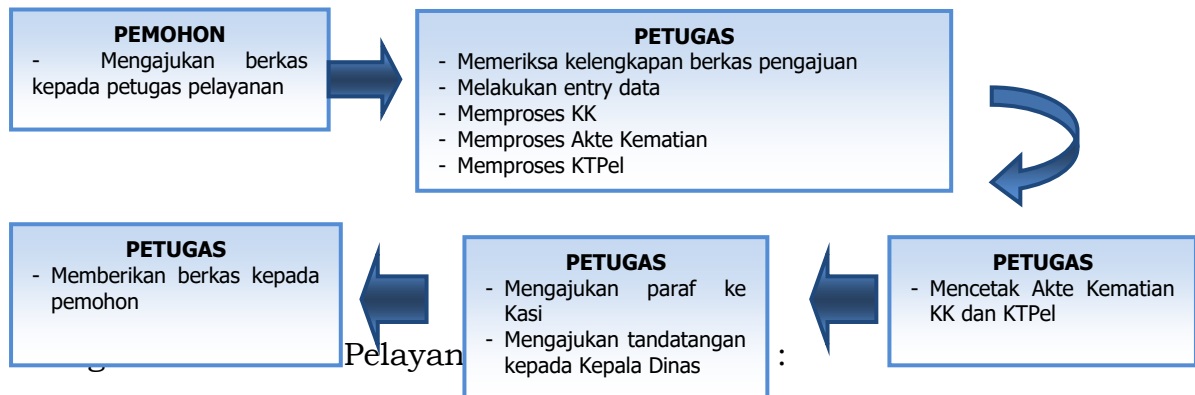 PEMOHON
- Mengajukan berkas
kepada petugas pelayanan
PETUGAS
- Memeriksa kelengkapan berkas pengajuan
- Melakukan entry data
- Memproses KK
- Memproses Akte Kematian
- Memproses KTPel
PETUGAS
- Mencetak Akte Kematian
KK dan KTPel
PETUGAS
- Mengajukan paraf ke
Kasi
- Mengajukan tandatangan
kepada Kepala Dinas
PETUGAS
- Memberikan berkas kepada
pemohon
Pelayan :